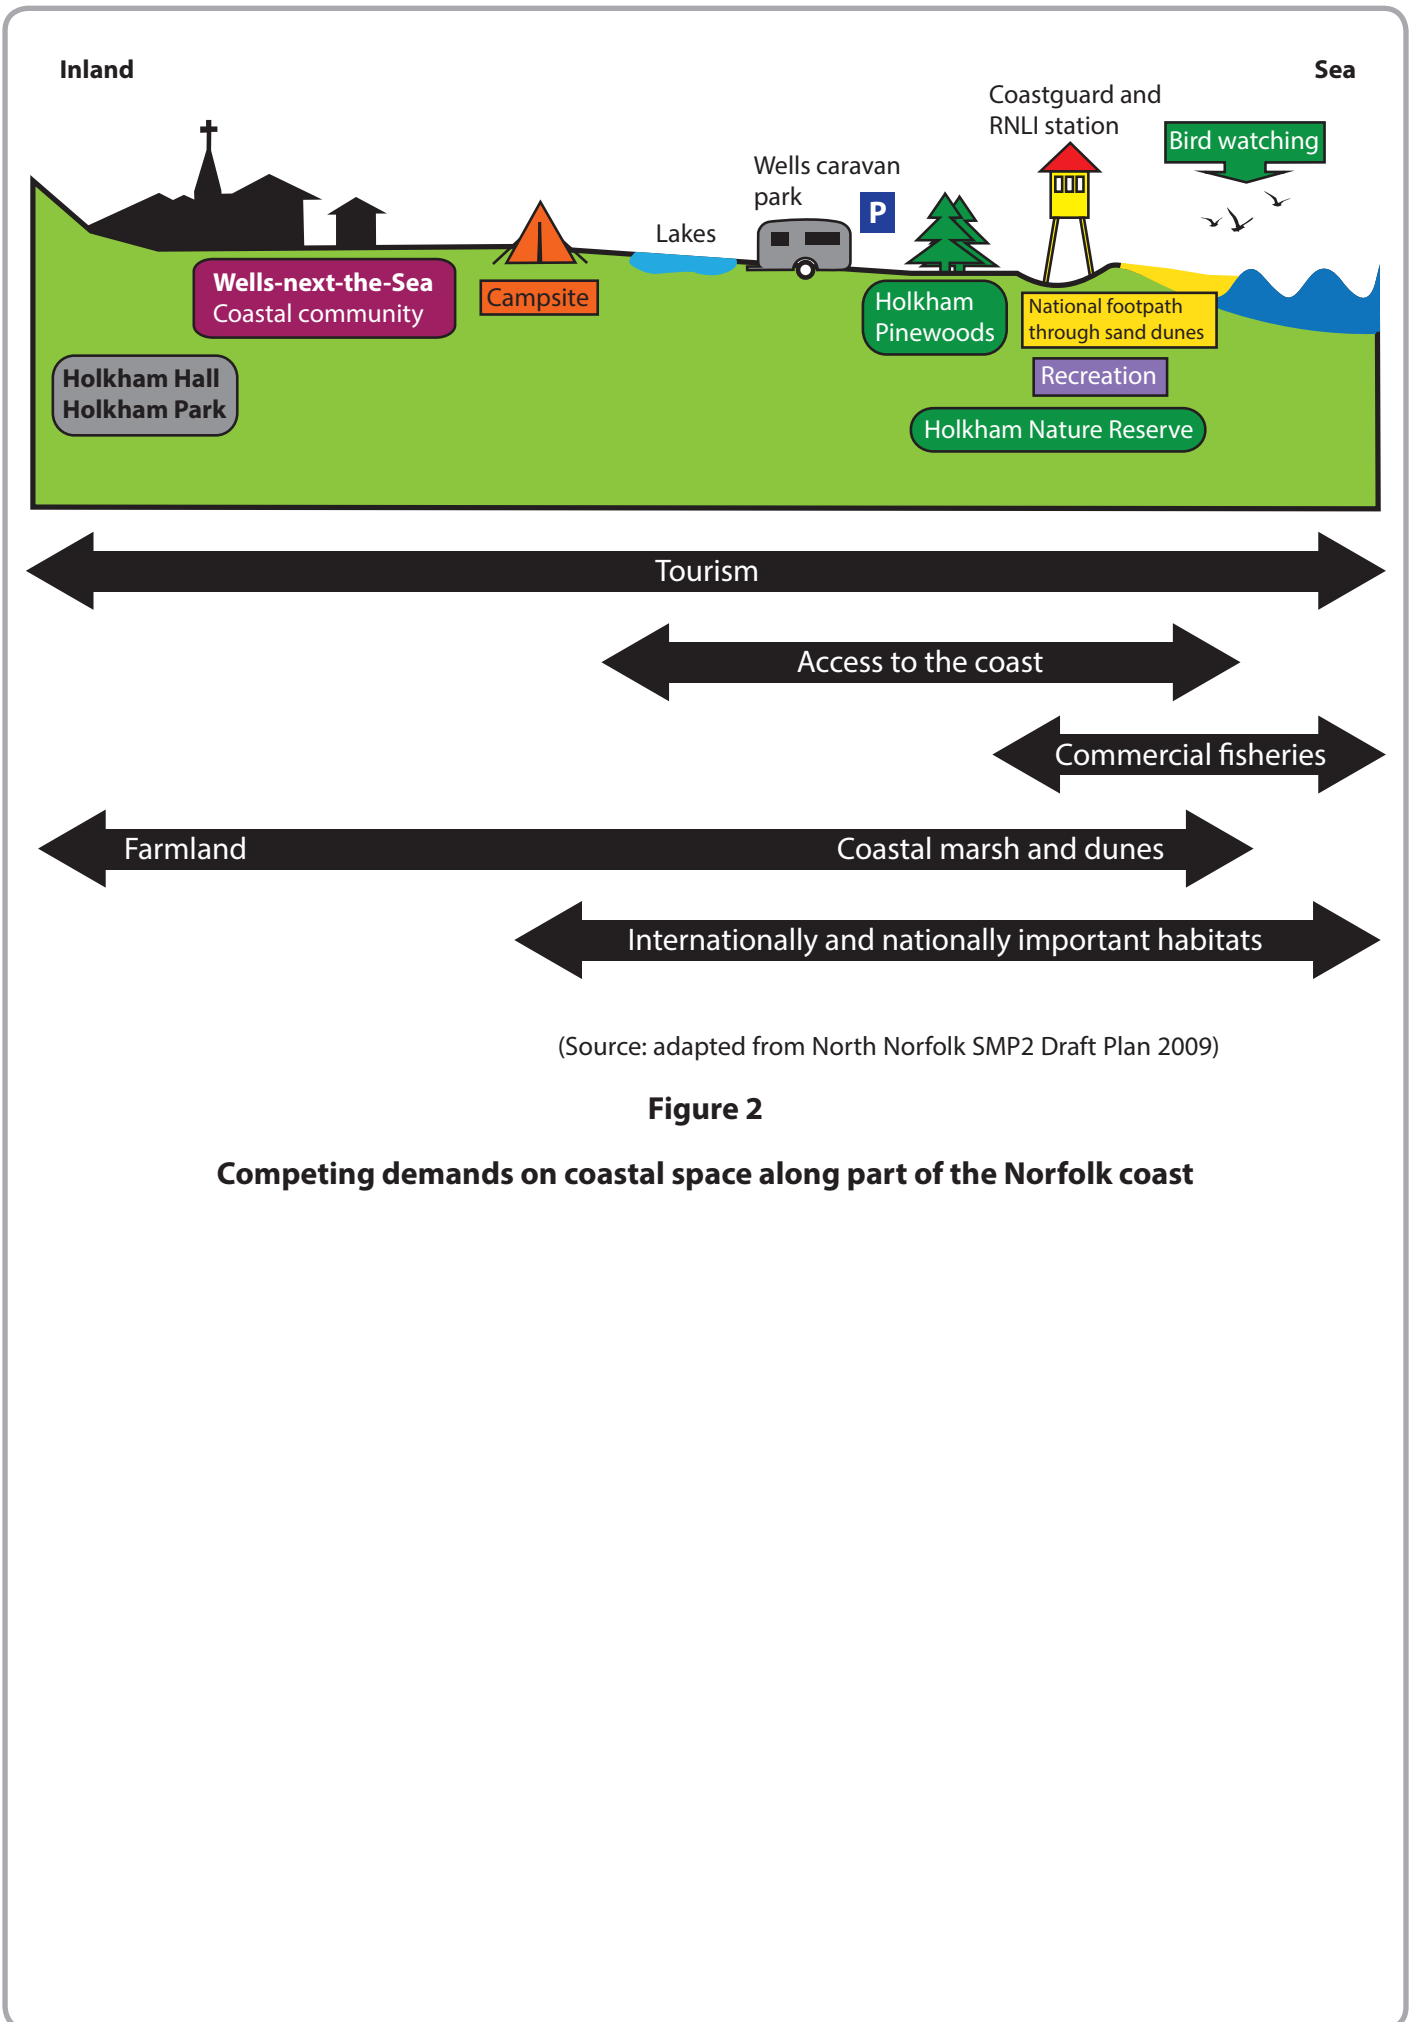 Inland
Sea
Coastguard and
RNLI station
Bird watching
Wells caravan
park
P
Lakes
Wells-next-the-Sea
Coastal community
Campsite
Holkham
Pinewoods
National footpath
through sand dunes
Holkham Hall
Holkham Park
Recreation
Holkham Nature Reserve
Tourism
Access to the coast
Commercial fisheries
Farmland
Coastal marsh and dunes
Internationally and nationally important habitats
(Source: adapted from North Norfolk SMP2 Draft Plan 2009)
Figure 2
Competing demands on coastal space along part of the Norfolk coast